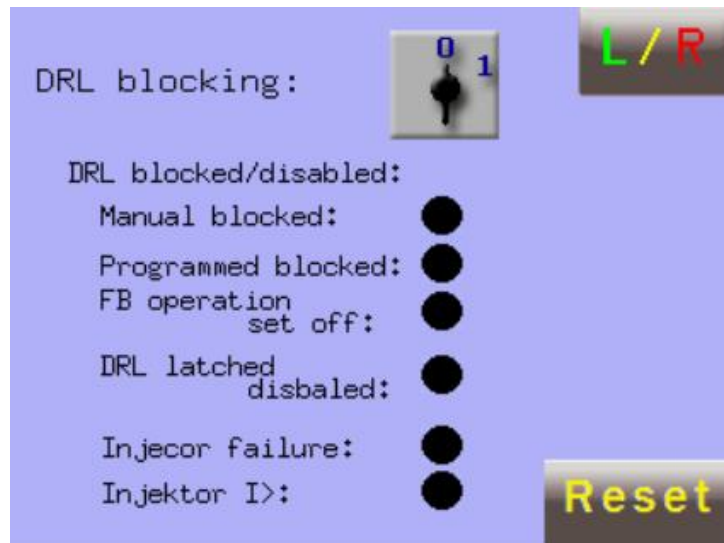 0
1
L/R
DRL blocking:
DRL blocked/disabled:
Manual blocked:
Programmed blocked:
FB operation
set off:
DRL latched
disbaled:
Injecor failure:
Injektor I>:
Reset